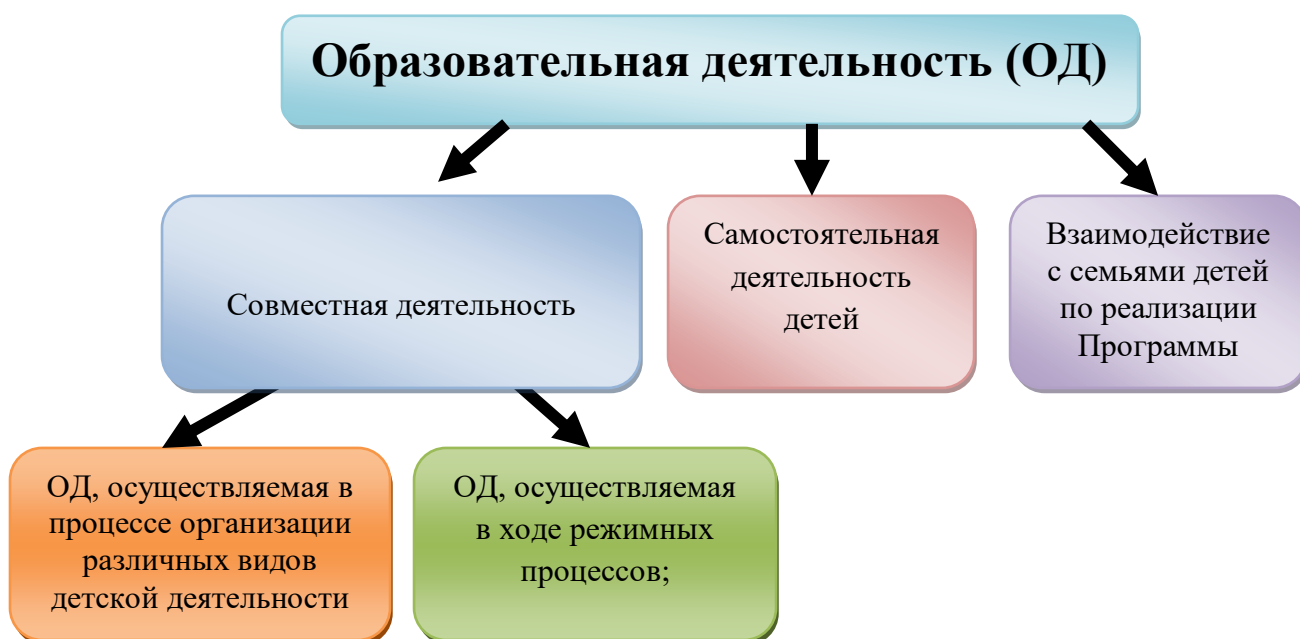 Образовательная деятельность (ОД)
Совместная деятельность
Самостоятельная
деятельность
детей
Взаимодействие
с семьями детей
по реализации
Программы
ОД, осуществляемая в
процессе организации
различных видов
детской деятельности
ОД, осуществляемая
в ходе режимных
процессов;